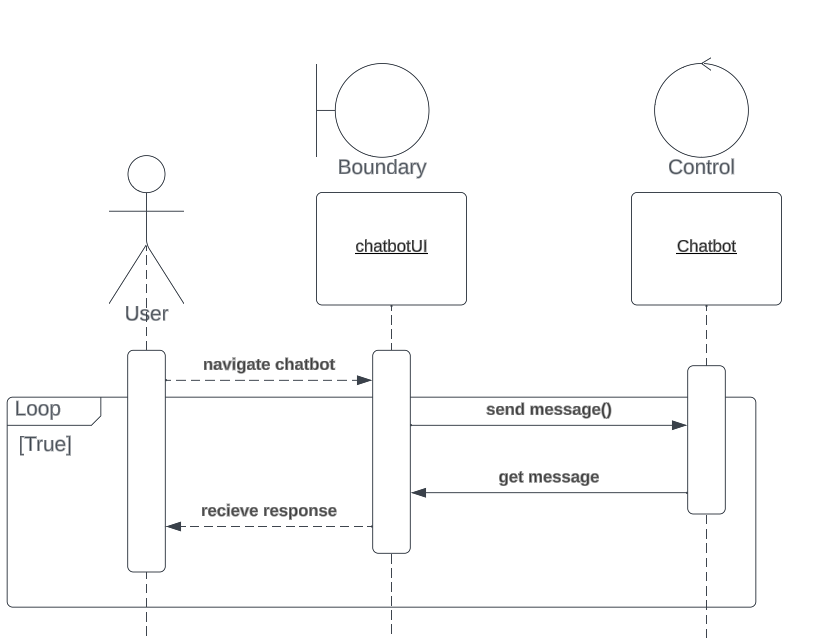 Boundary
Control
chatbotUI
Chatbot
User
navigate chatbot
Loop
send message()
[True]
get message
recieve response